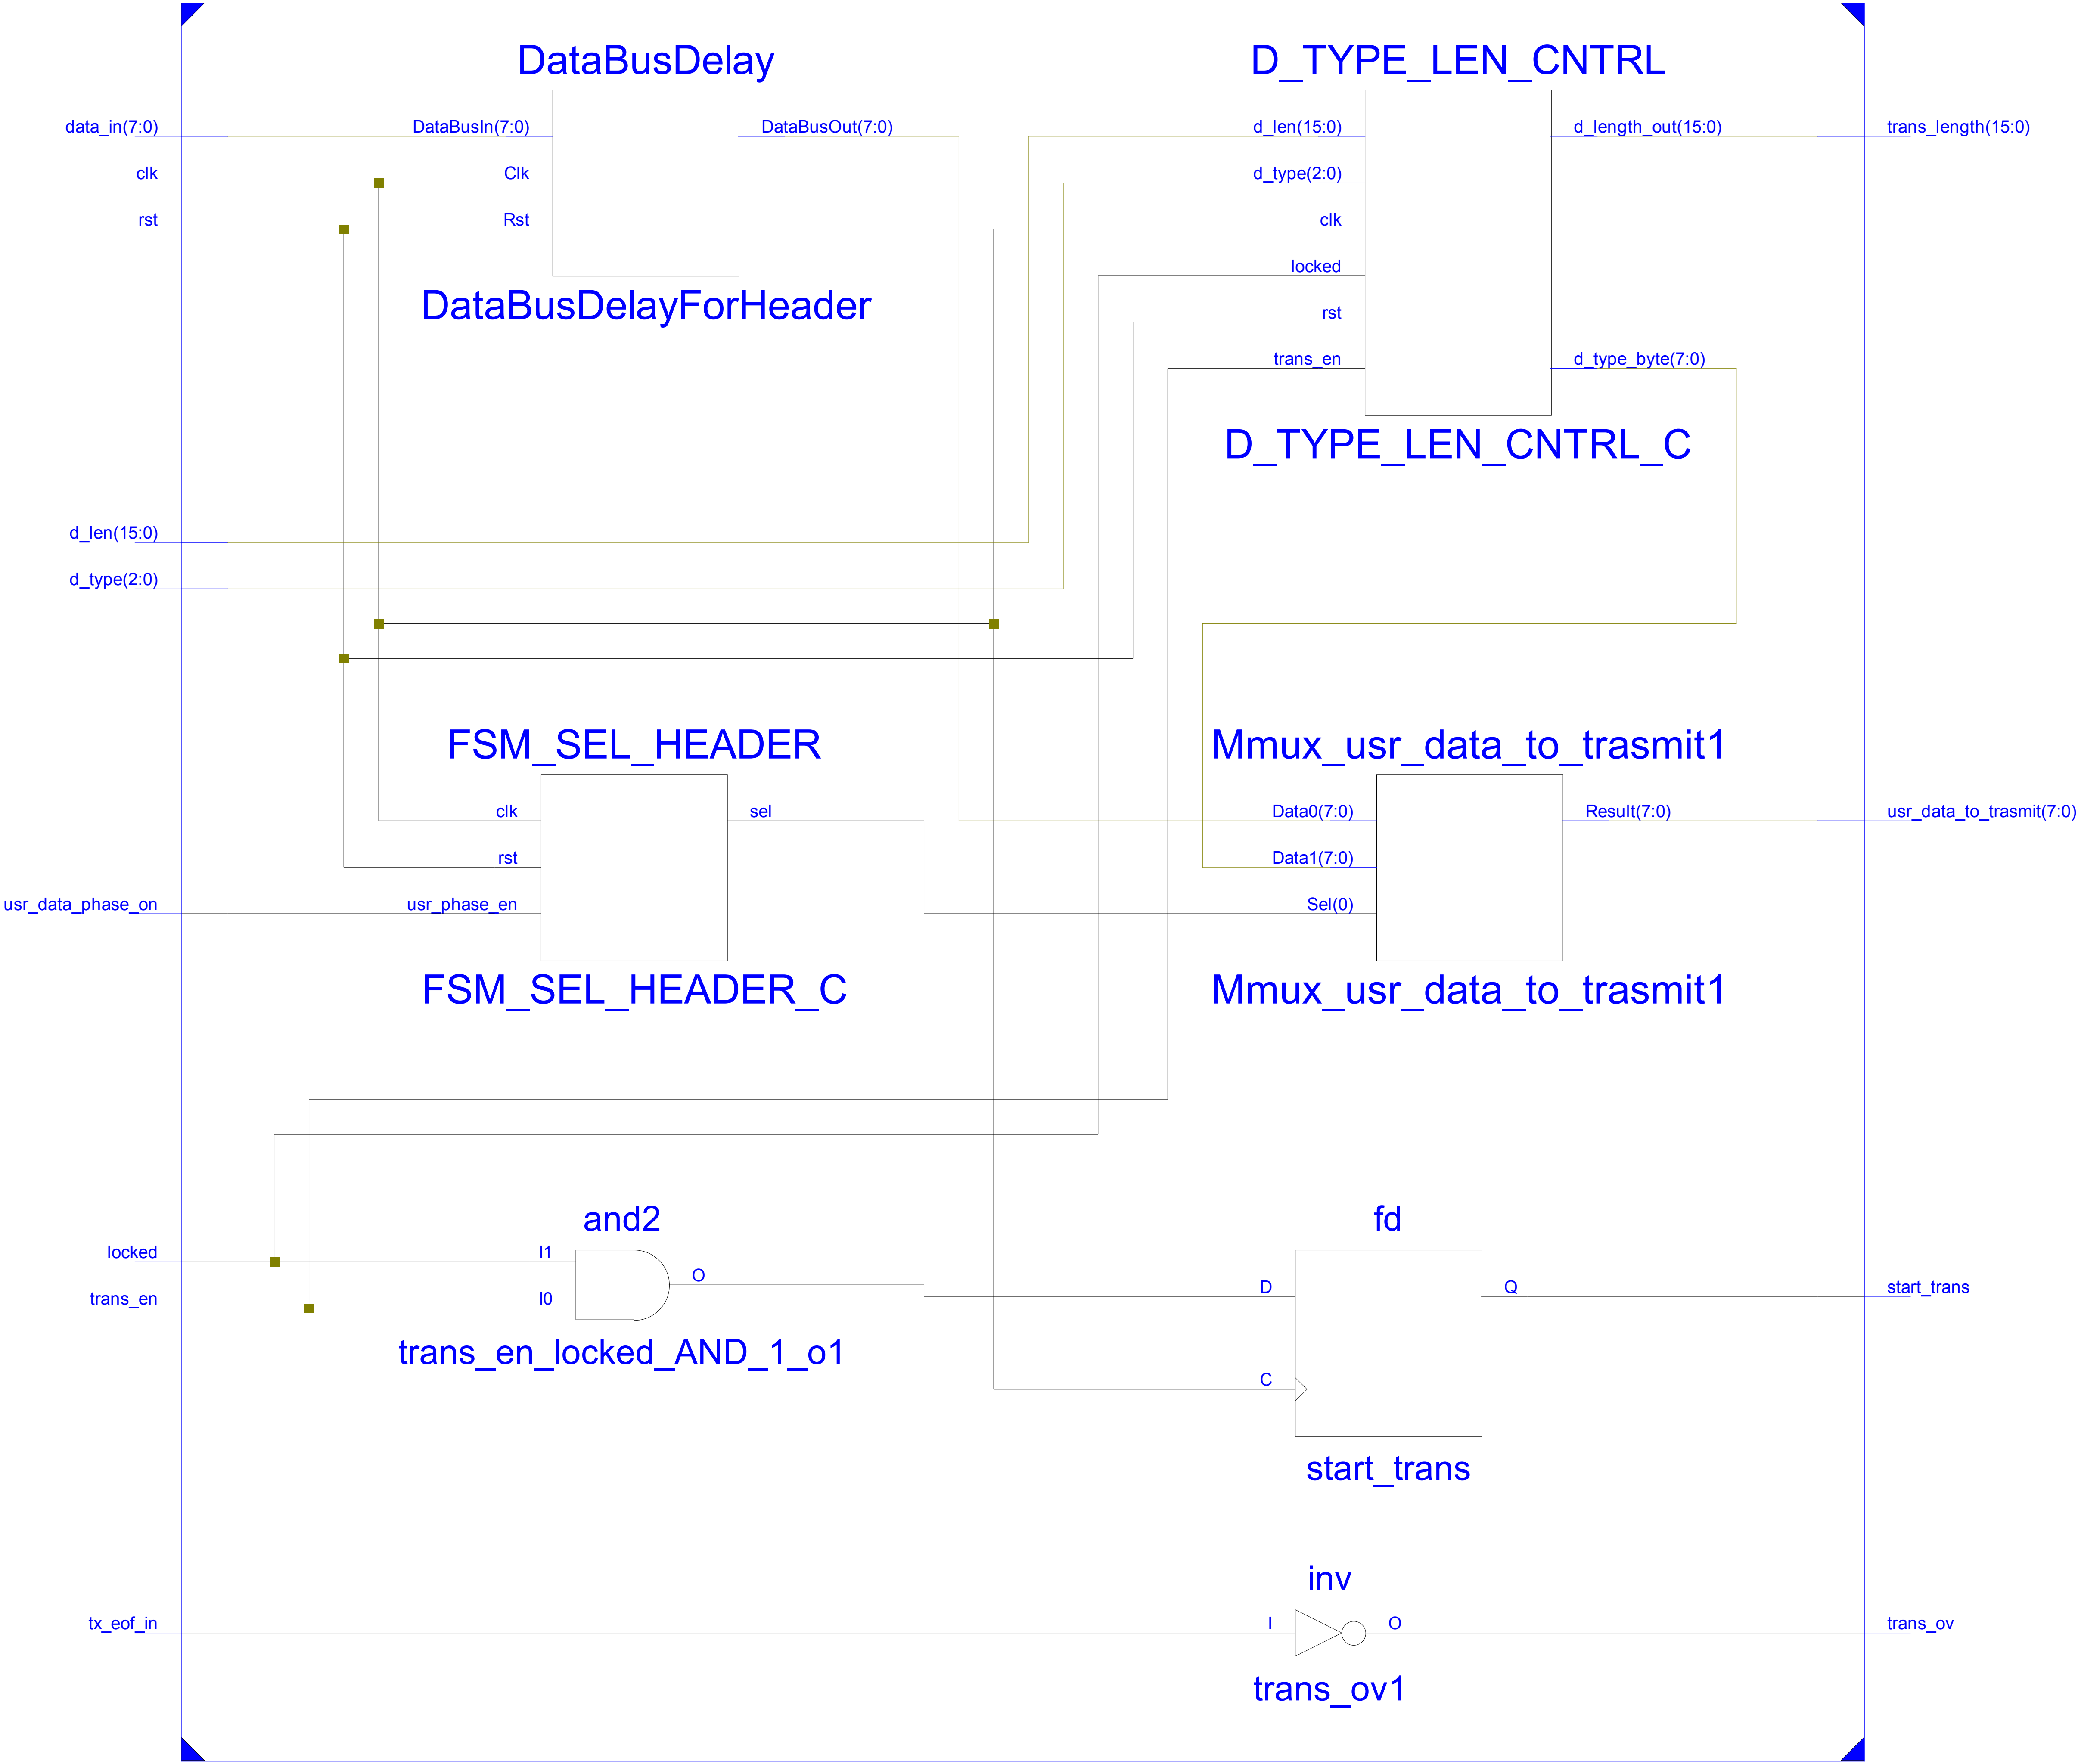 DataBusDelay
D_TYPE_LEN_CNTRL
data_in(7:0)
DataBusIn(7:0)
DataBusOut(7:0)
d_len(15:0)
d_length_out(15:0)
trans_length(15:0)
clk
Clk
d_type(2:0)
rst
Rst
clk
locked
DataBusDelayForHeader
rst
trans_en
d_type_byte(7:0)
D_TYPE_LEN_CNTRL_C
d_len(15:0)
d_type(2:0)
FSM_SEL_HEADER
Mmux_usr_data_to_trasmit1
clk
sel
Data0(7:0)
Result(7:0)
usr_data_to_trasmit(7:0)
rst
Data1(7:0)
usr_data_phase_on
usr_phase_en
Sel(0)
FSM_SEL_HEADER_C
Mmux_usr_data_to_trasmit1
and2
fd
locked
I1
O
D
Q
start_trans
trans_en
I0
trans_en_locked_AND_1_o1
C
start_trans
inv
tx_eof_in
I
O
trans_ov
trans_ov1